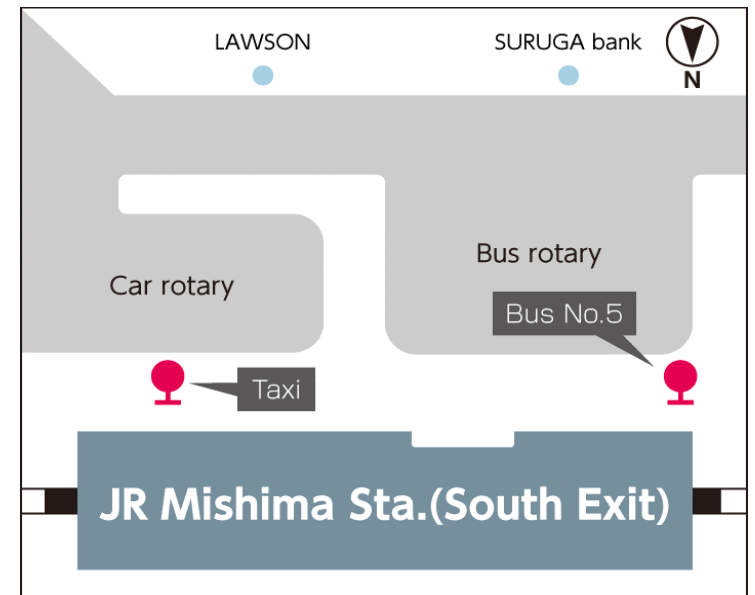 LAWSON
SURUGA bank
N
Car rotary
Bus rotary
Bus No.5
Taxi
JR Mishima Sta.(South Exit)